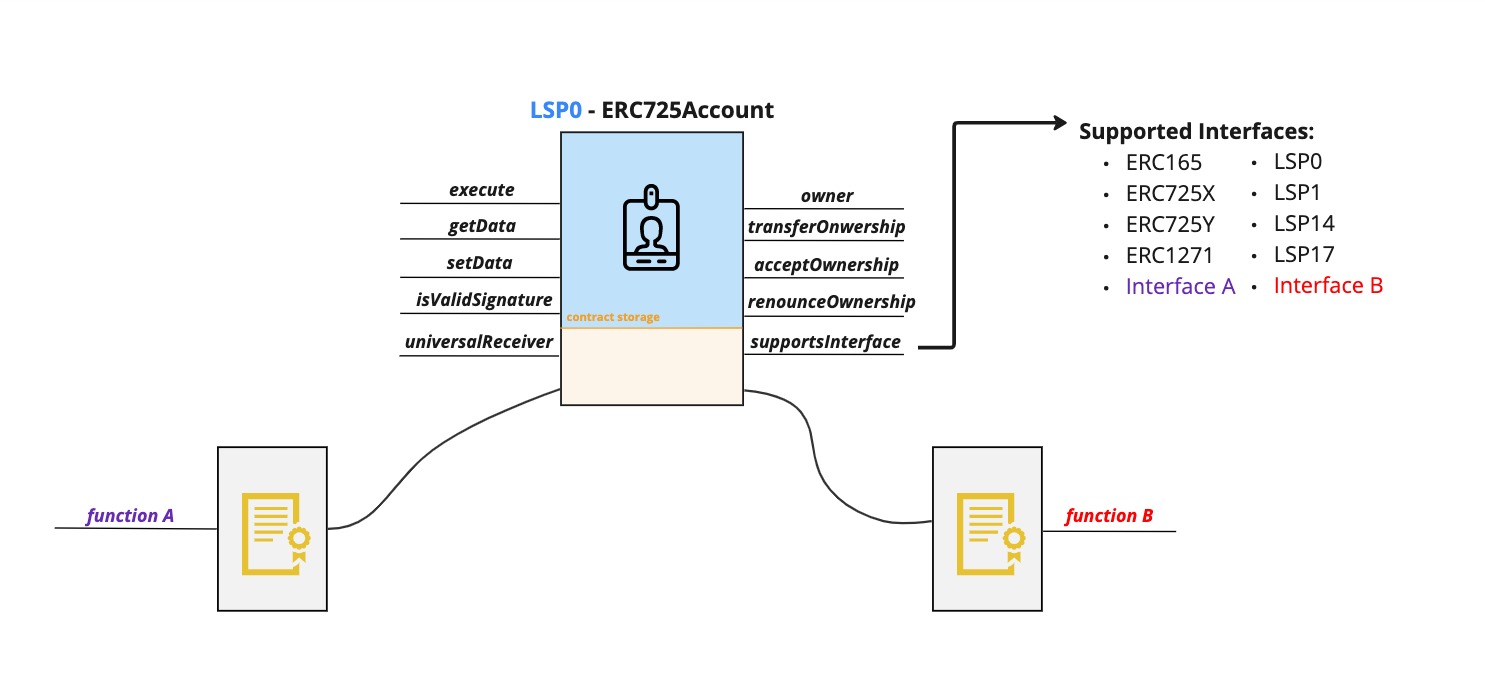 LSP0 - ERC725Account
execute
getData
setData
isValidSignature
universalReceiver
contract storage
owner
transferOnwership
acceptOwnership
renounceOwnership
supportsInterface
Supported Interfaces:
• ERC165
• ERC725X
• ERC725Y
• ERC1271
• Interface A
• LSP0
• LSP1
• LSP14
• LSP17
• Interface B
function A
function B